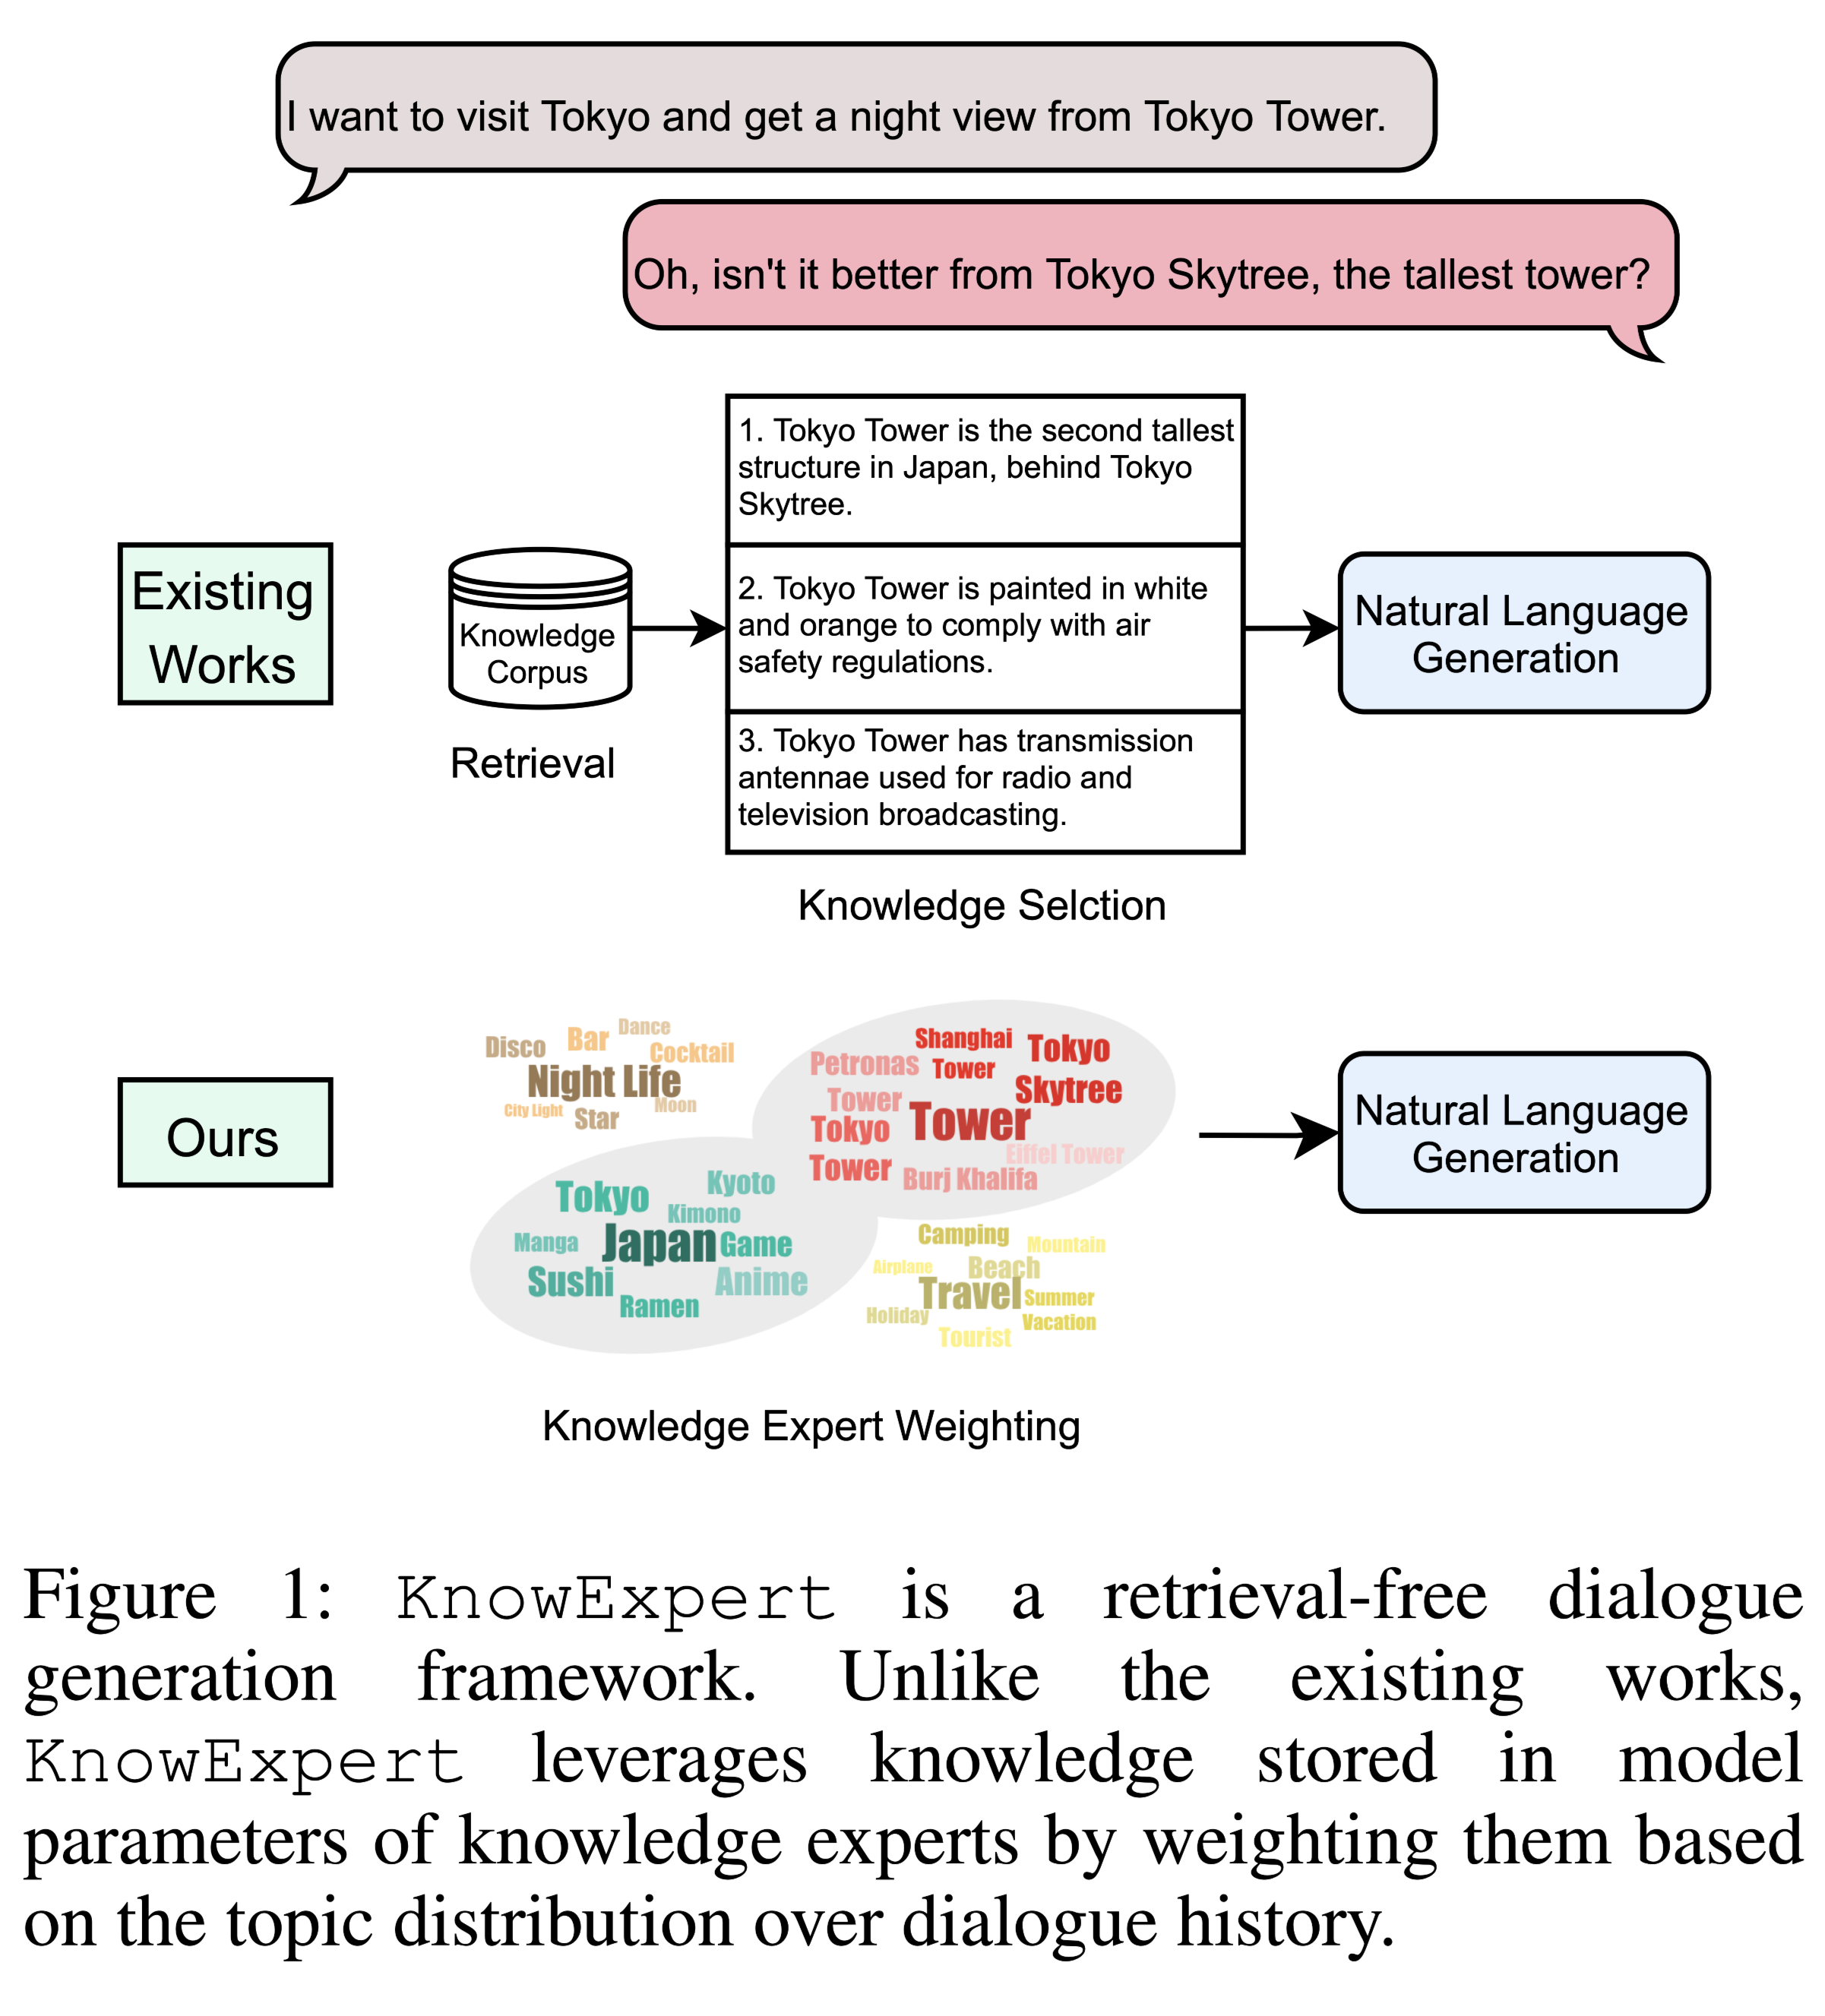 I want to visit Tokyo and get a night view from Tokyo Tower.
Oh, isn't it better from Tokyo Skytree, the tallest tower?
Existing
Works
Knowledge
Corpus
Retrieval
1. Tokyo Tower is the second tallest
structure in Japan, behind Tokyo
Skytree.
2. Tokyo Tower is painted in white
and orange to comply with air
safety regulations.
3. Tokyo Tower has transmission
antennae used for radio and
television broadcasting.
Knowledge Selction
Natural Language
Generation
Ours
Disco
Bar
Dance
Cocktail
Night Life
City Light
Star
Moon
Shanghai
Tower
Tokyo
Skytree
Petronas
Tower
Tower
Tokyo
Tower
Eiffel Tower
Burj Khalifa
Tokyo
Kyoto
Kimono
Manga
Japan
Game
Sushi
Anime
Ramen
Camping
Mountain
Airplane
Beach
Travel
Summer
Holiday
Vacation
Tourist
Knowledge Expert Weighting
Natural Language
Generation
Figure 1: KnowExpert is a retrieval-free dialogue
generation framework. Unlike the existing works,
KnowExpert leverages knowledge stored in model
parameters of knowledge experts by weighting them based
on the topic distribution over dialogue history.